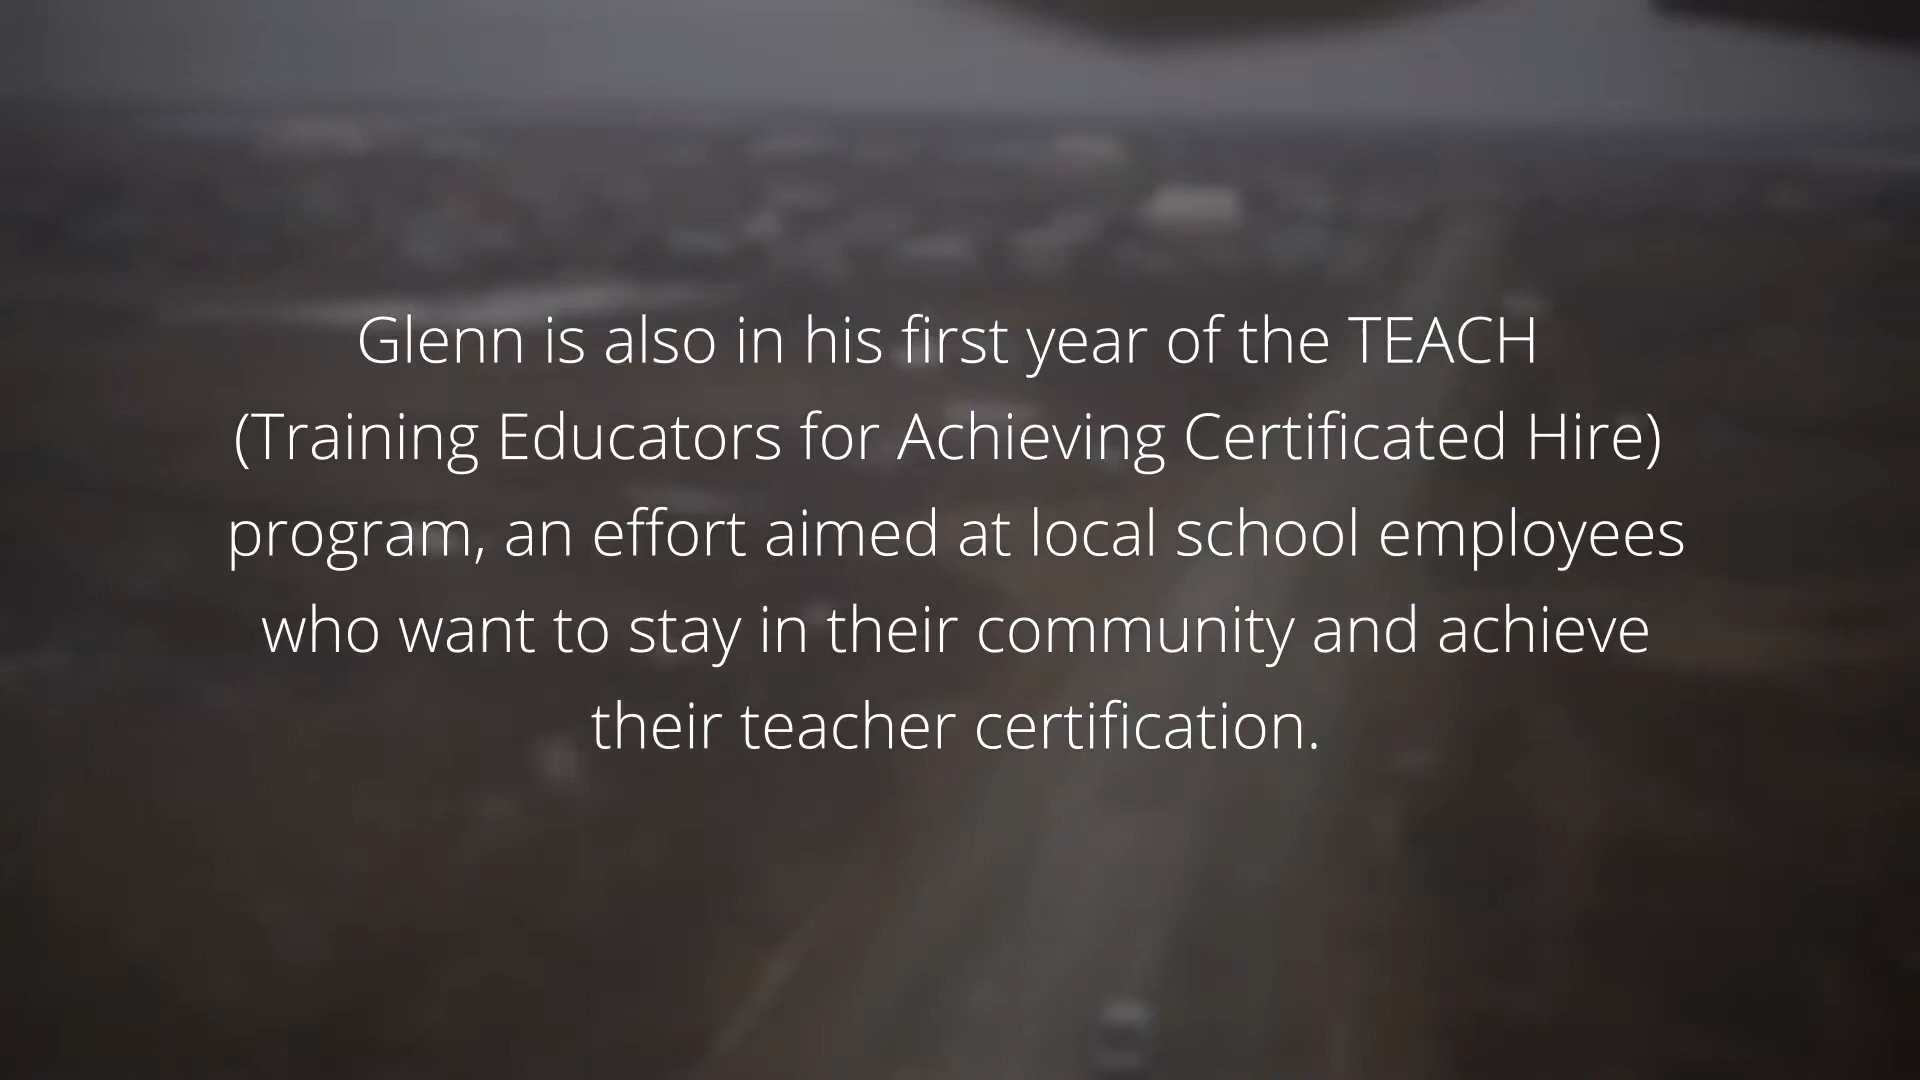 Glenn is also in his first year of the TEACH
(Training Educators for Achieving Certificated Hire)
program, an effort aimed at local school employees
who want to stay in their community and achieve
their teacher certification.